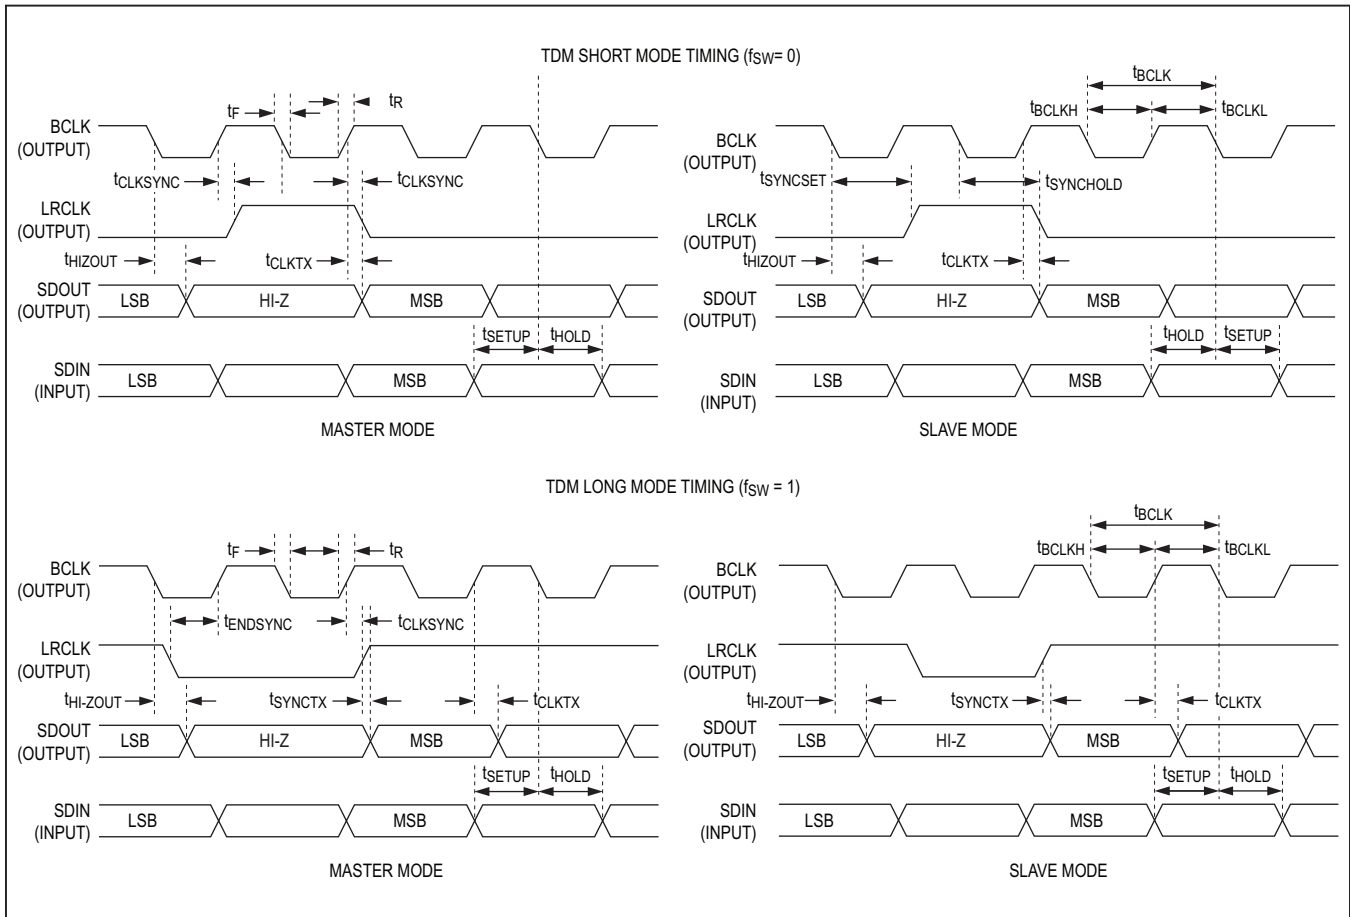 TDM SHORT MODE TIMING (fSW= 0)
tF
tR
BCLK
(OUTPUT)
tCLKSYNC
tCLKSYNC
LRCLK
(OUTPUT)
tHIZOUT
tCLKTX
SDOUT
(OUTPUT)
LSB
HI-Z
MSB
tSETUP
tHOLD
SDIN
(INPUT)
LSB
MSB
MASTER MODE
tBCLK
tBCLKH
tBCLKL
BCLK
(OUTPUT)
tSYNCSET
tSYNCHOLD
LRCLK
(OUTPUT)
tHIZOUT
tCLKTX
SDOUT
(OUTPUT)
LSB
HI-Z
MSB
tHOLD
tSETUP
SDIN
(INPUT)
LSB
MSB
SLAVE MODE
TDM LONG MODE TIMING (fSW = 1)
tF
tR
BCLK
(OUTPUT)
tENDSYNC
tCLKSYNC
LRCLK
(OUTPUT)
tHI-ZOUT
tSYNCTX
tCLKTX
SDOUT
(OUTPUT)
LSB
HI-Z
MSB
tSETUP
tHOLD
SDIN
(INPUT)
LSB
MSB
MASTER MODE
tBCLK
tBCLKH
tBCLKL
BCLK
(OUTPUT)
LRCLK
(OUTPUT)
tHI-ZOUT
tSYNCTX
tCLKTX
SDOUT
(OUTPUT)
LSB
HI-Z
MSB
tSETUP
tHOLD
SDIN
(INPUT)
LSB
MSB
SLAVE MODE